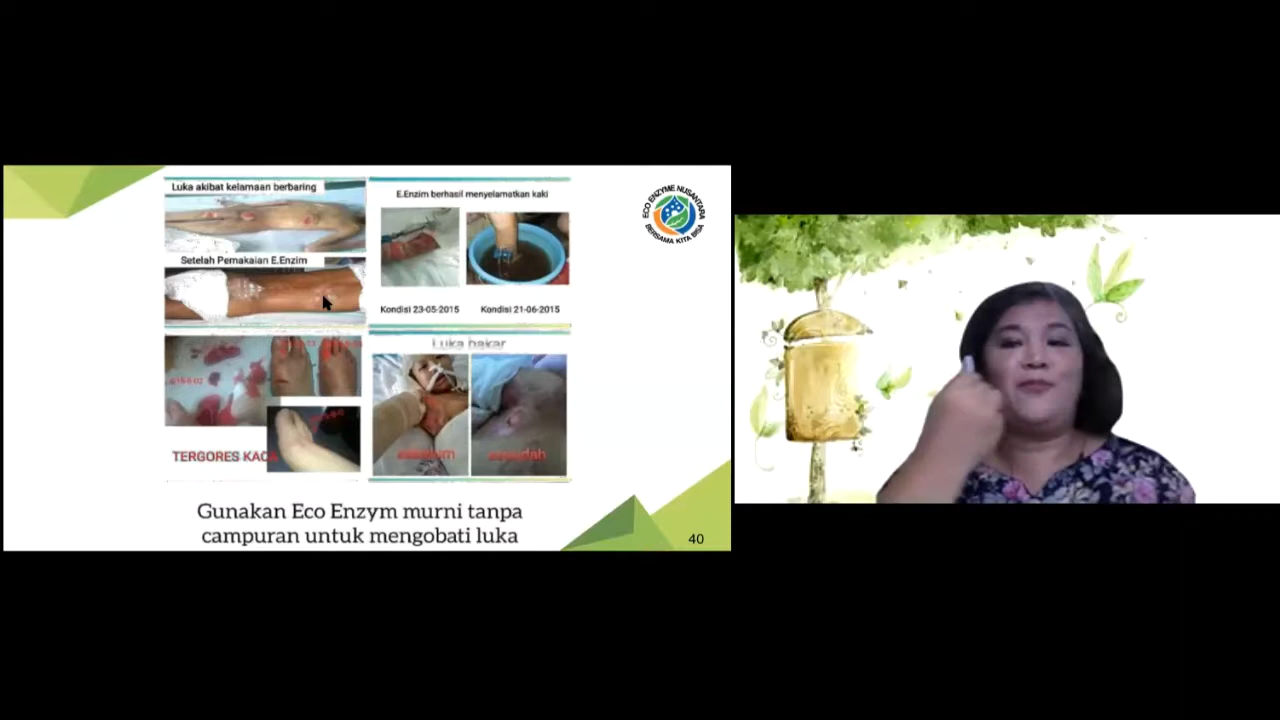 Luka akibat kelamaan berbaring
Setelah Pemakaian E.Enzim
E.Enzim berhasil menyelamatkan kaki
Kondisi 23-05-2015
Kondisi 21-06-2015
TERGORES KACA
Luka bakar
sesudah
ECO ENZYME NUSANTARA
BERSAMA KITA BISA
Gunakan Eco Enzym murni tanpa
campuran untuk mengobati luka
40